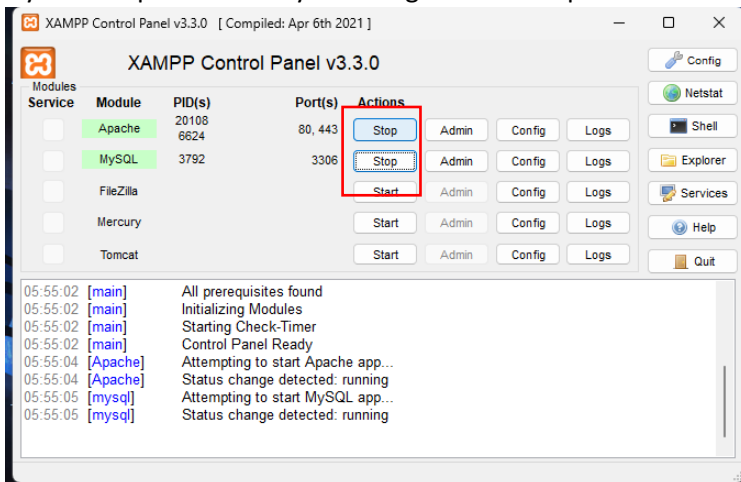 XAMPP Control Panel v3.3.0 [ Compiled: Apr 6th 2021 ]
XAMPP Control Panel v3.3.0
Config
Modules
Service Module PID(s) Port(s) Actions
Netstat
Apache 20108 6624 80, 443 Stop Admin Config Logs
Shell
MySQL 3792 3306 Stop Admin Config Logs
Explorer
FileZilla Start Admin Config Logs
Services
Mercury Start Admin Config Logs
Help
Tomcat Start Admin Config Logs
Quit
05:55:02 [main] All prerequisites found
05:55:02 [main] Initializing Modules
05:55:02 [main] Starting Check-Timer
05:55:02 [main] Control Panel Ready
05:55:04 [Apache] Attempting to start Apache app...
05:55:04 [Apache] Status change detected: running
05:55:05 [mysql] Attempting to start MySQL app...
05:55:05 [mysql] Status change detected: running